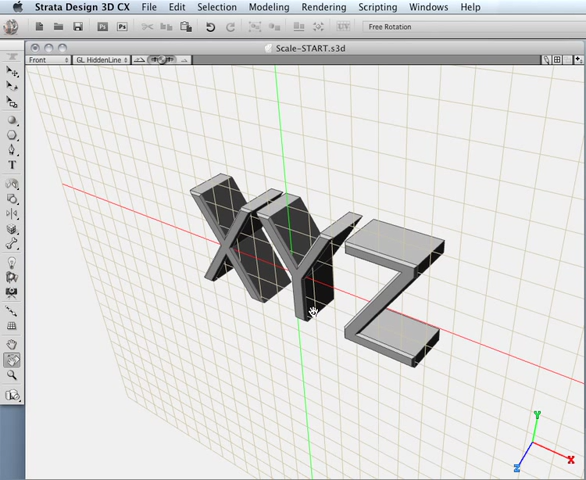 Strata Design 3D CX File Edit Selection Modeling Rendering Scripting Windows Help
Free Rotation
Scale-START.s3d
Front GL HiddenLine
XYZ
Y
X
Z